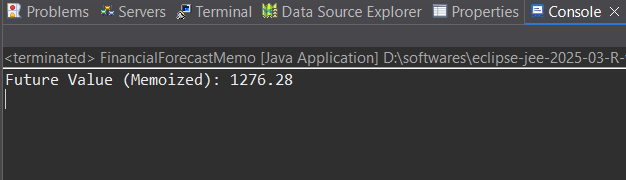 Problems Servers Terminal Data Source Explorer Properties Console ×
<terminated> FinancialForecastMemo [Java Application] D:\softwares\eclipse-jee-2025-03-R-
Future Value (Memoized): 1276.28